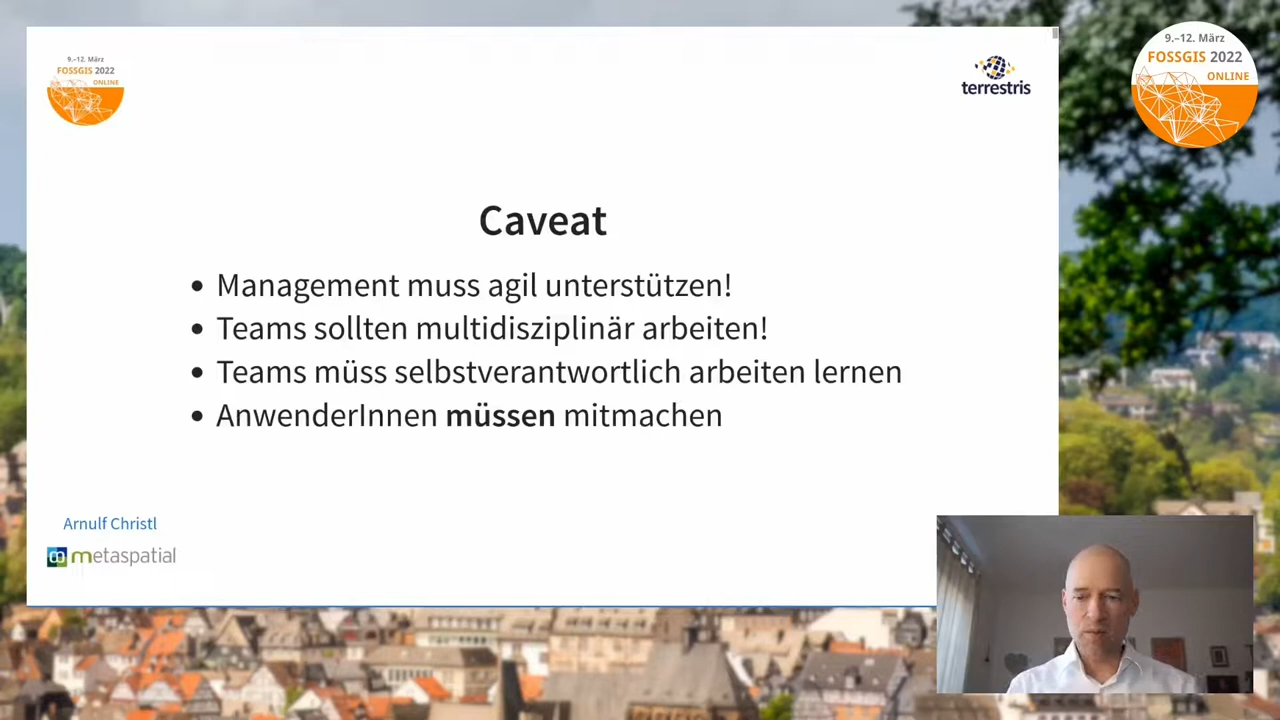 9.–12. März
FOSSGIS 2022
ONLINE
terrestris
9.–12. März
FOSSGIS 2022
ONLINE
Caveat
• Management muss agil unterstützen!
• Teams sollten multidisziplinär arbeiten!
• Teams müss selbstverantwortlich arbeiten lernen
• AnwenderInnen müssen mitmachen
Arnulf Christl
metaspatial